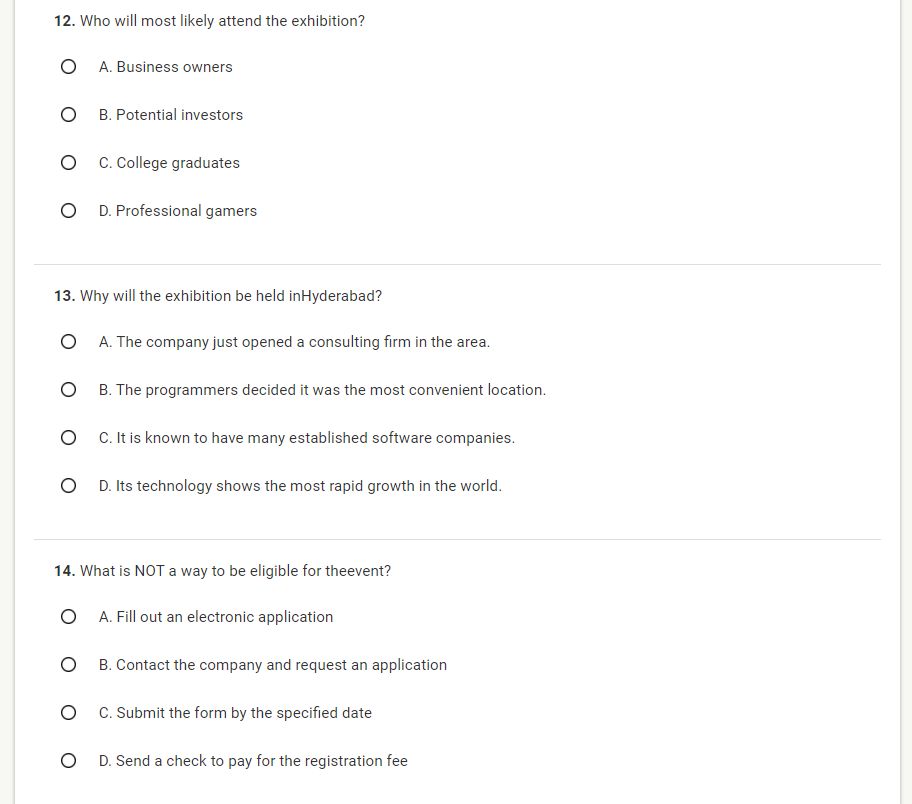 12. Who will most likely attend the exhibition?
A. Business owners
B. Potential investors
C. College graduates
D. Professional gamers
13. Why will the exhibition be held inHyderabad?
A. The company just opened a consulting firm in the area.
B. The programmers decided it was the most convenient location.
C. It is known to have many established software companies.
D. Its technology shows the most rapid growth in the world.
14. What is NOT a way to be eligible for theevent?
A. Fill out an electronic application
B. Contact the company and request an application
C. Submit the form by the specified date
D. Send a check to pay for the registration fee